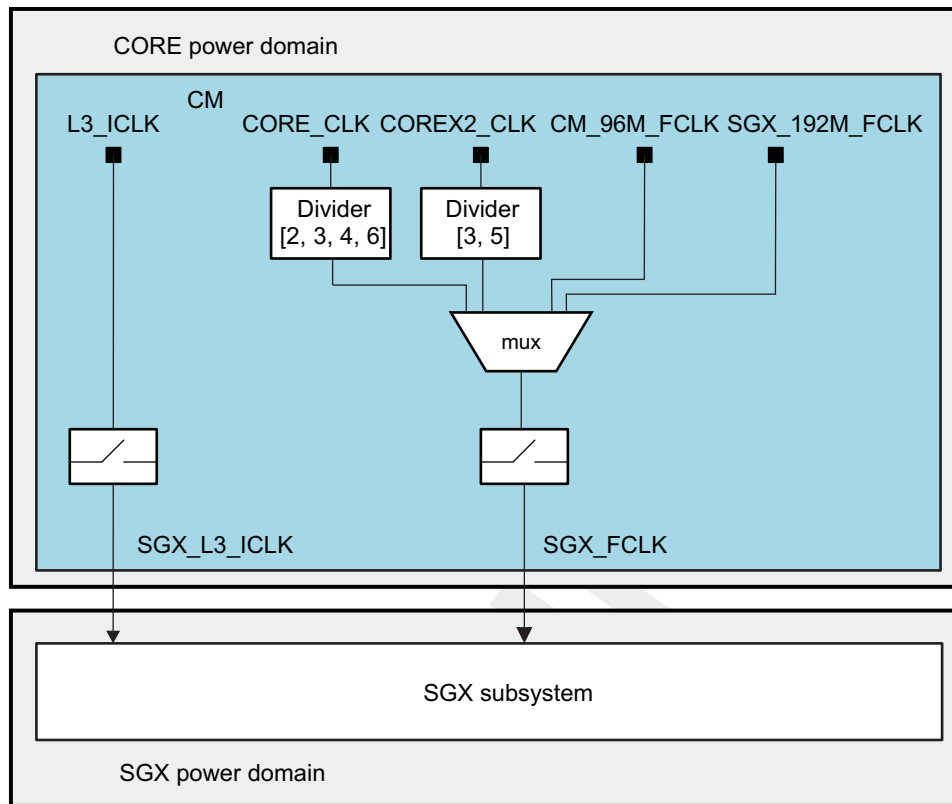 CORE power domain
CM
L3_ICLK CORE_CLK COREX2_CLK CM_96M_FCLK SGX_192M_FCLK
Divider
[2, 3, 4, 6]
Divider
[3, 5]
mux
SGX_L3_ICLK SGX_FCLK
SGX subsystem
SGX power domain